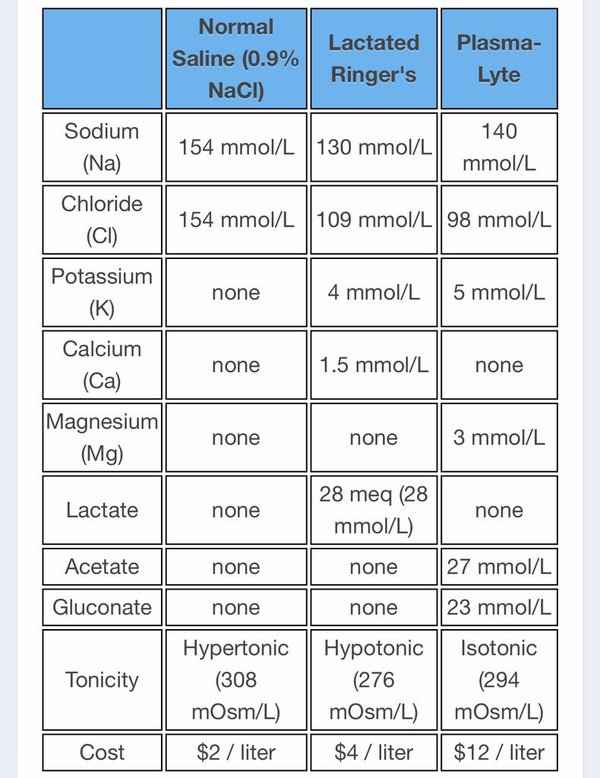 Normal
Saline (0.9%
NaCl)
Lactated
Ringer's
Plasma-
Lyte
Sodium
(Na)
154 mmol/L
130 mmol/L
140
mmol/L
Chloride
(Cl)
154 mmol/L
109 mmol/L
98 mmol/L
Potassium
(K)
none
4 mmol/L
5 mmol/L
Calcium
(Ca)
none
1.5 mmol/L
none
Magnesium
(Mg)
none
none
3 mmol/L
Lactate
none
28 meq (28
mmol/L)
none
Acetate
none
none
27 mmol/L
Gluconate
none
none
23 mmol/L
Tonicity
Hypertonic
(308
mOsm/L)
Hypotonic
(276
mOsm/L)
Isotonic
(294
mOsm/L)
Cost
$2 / liter
$4 / liter
$12 / liter